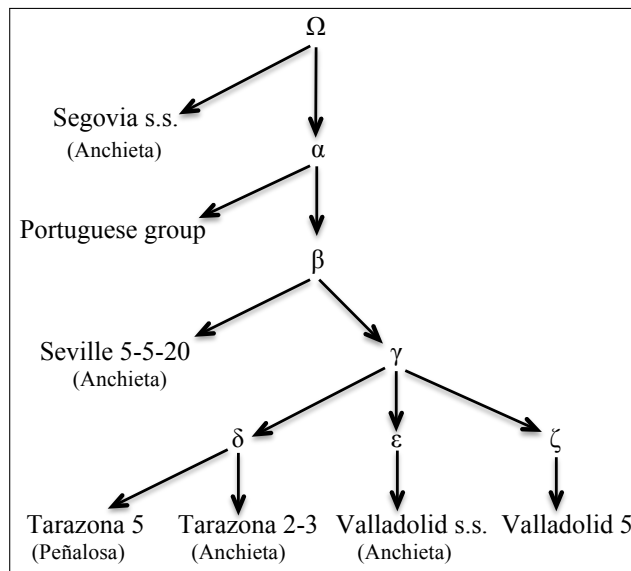 Ω
Segovia s.s.
(Anchieta)
α
Portuguese group
β
Seville 5-5-20
(Anchieta)
γ
δ ε ζ
Tarazona 5 Tarazona 2-3 Valladolid s.s. Valladolid 5
(Peñalosa) (Anchieta) (Anchieta)